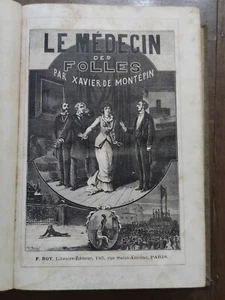 LE MÉDECIN
DES
FOLLES
PAR XAVIER DE MONTÉPIN
F. ROY, Libraire-Éditeur, 185, rue Saint-Antoine, PARIS.